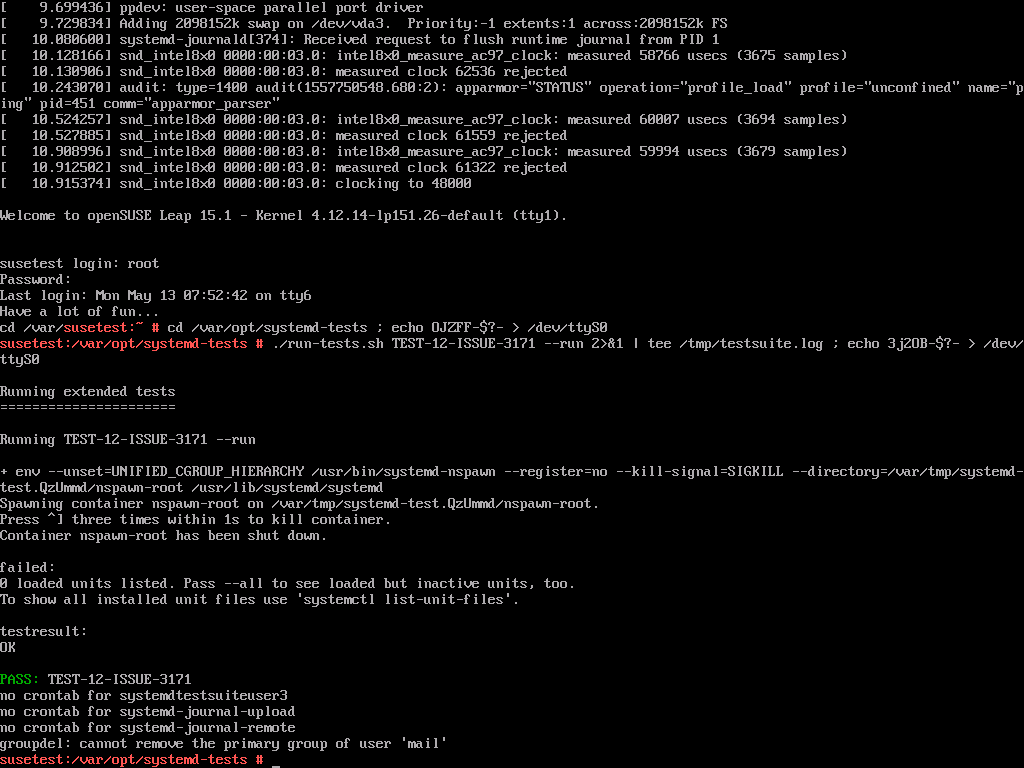 [    9.699436] ppdev: user-space parallel port driver
[    9.729834] Adding 2098152k swap on /dev/vda3.  Priority:-1 extents:1 across:2098152k FS
[   10.080600] systemd-journald[374]: Received request to flush runtime journal from PID 1
[   10.128166] snd_intel8x0 0000:00:03.0: intel8x0_measure_ac97_clock: measured 58766 usecs (3675 samples)
[   10.130906] snd_intel8x0 0000:00:03.0: measured clock 62536 rejected
[   10.243070] audit: type=1400 audit(1557750548.680:2): apparmor="STATUS" operation="profile_load" profile="unconfined" name="p
ing" pid=451 comm="apparmor_parser"
[   10.524257] snd_intel8x0 0000:00:03.0: intel8x0_measure_ac97_clock: measured 60007 usecs (3694 samples)
[   10.527885] snd_intel8x0 0000:00:03.0: measured clock 61559 rejected
[   10.908996] snd_intel8x0 0000:00:03.0: intel8x0_measure_ac97_clock: measured 59994 usecs (3679 samples)
[   10.912502] snd_intel8x0 0000:00:03.0: measured clock 61322 rejected
[   10.915374] snd_intel8x0 0000:00:03.0: clocking to 48000
Welcome to openSUSE Leap 15.1 - Kernel 4.12.14-lp151.26-default (tty1).
susetest login: root
Password:
Last login: Mon May 13 07:52:42 on tty6
Have a lot of fun...
cd /var/susetest:~ # cd /var/opt/systemd-tests ; echo OJZFF-$?- > /dev/ttyS0
susetest:/var/opt/systemd-tests # ./run-tests.sh TEST-12-ISSUE-3171 --run 2>&1 | tee /tmp/testsuite.log ; echo 3j2OB-$?- > /dev/
ttyS0
Running extended tests
======================
Running TEST-12-ISSUE-3171 --run
+ env --unset=UNIFIED_CGROUP_HIERARCHY /usr/bin/systemd-nspawn --register=no --kill-signal=SIGKILL --directory=/var/tmp/systemd-
test.QzUmmd/nspawn-root /usr/lib/systemd/systemd
Spawning container nspawn-root on /var/tmp/systemd-test.QzUmmd/nspawn-root.
Press ^] three times within 1s to kill container.
Container nspawn-root has been shut down.
failed:
0 loaded units listed. Pass --all to see loaded but inactive units, too.
To show all installed unit files use 'systemctl list-unit-files'.
testresult:
OK
PASS: TEST-12-ISSUE-3171
no crontab for systemdtestsuiteuser3
no crontab for systemd-journal-upload
no crontab for systemd-journal-remote
groupdel: cannot remove the primary group of user 'mail'
susetest:/var/opt/systemd-tests # _